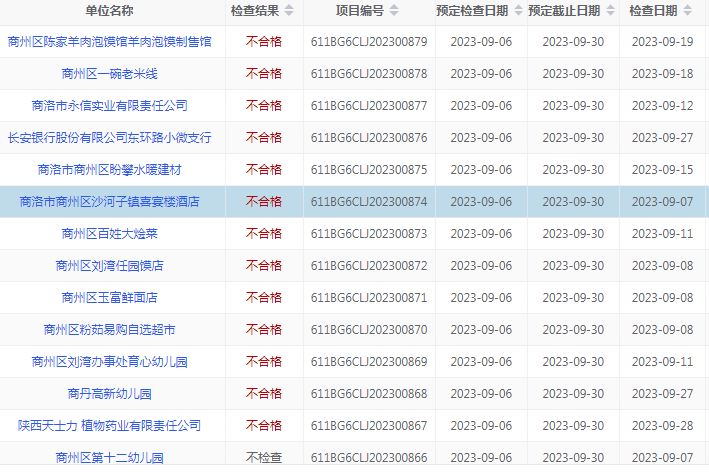 单位名称 检查结果 项目编号 预定检查日期 预定截止日期 检查日期
商州区陈家羊肉泡馍馆羊肉泡馍制售馆 不合格 611BG6CLJ202300879 2023-09-06 2023-09-30 2023-09-19
商州区一碗老米线 不合格 611BG6CLJ202300878 2023-09-06 2023-09-30 2023-09-18
商洛市永信实业有限责任公司 不合格 611BG6CLJ202300877 2023-09-06 2023-09-30 2023-09-12
长安银行股份有限公司东环路小微支行 不合格 611BG6CLJ202300876 2023-09-06 2023-09-30 2023-09-27
商洛市商州区盼攀水暖建材 不合格 611BG6CLJ202300875 2023-09-06 2023-09-30 2023-09-15
商洛市商州区沙河子镇喜宴楼酒店 不合格 611BG6CLJ202300874 2023-09-06 2023-09-30 2023-09-07
商州区百姓大烩菜 不合格 611BG6CLJ202300873 2023-09-06 2023-09-30 2023-09-11
商州区刘湾任园馍店 不合格 611BG6CLJ202300872 2023-09-06 2023-09-30 2023-09-08
商州区玉富鲜面店 不合格 611BG6CLJ202300871 2023-09-06 2023-09-30 2023-09-08
商州区粉茹易购自选超市 不合格 611BG6CLJ202300870 2023-09-06 2023-09-30 2023-09-08
商州区刘湾办事处育心幼儿园 不合格 611BG6CLJ202300869 2023-09-06 2023-09-30 2023-09-11
商丹高新幼儿园 不合格 611BG6CLJ202300868 2023-09-06 2023-09-30 2023-09-27
陕西天士力 植物药业有限责任公司 不合格 611BG6CLJ202300867 2023-09-06 2023-09-30 2023-09-28
商州区第十二幼儿园 不检查 611BG6CLJ202300866 2023-09-06 2023-09-30 2023-09-07